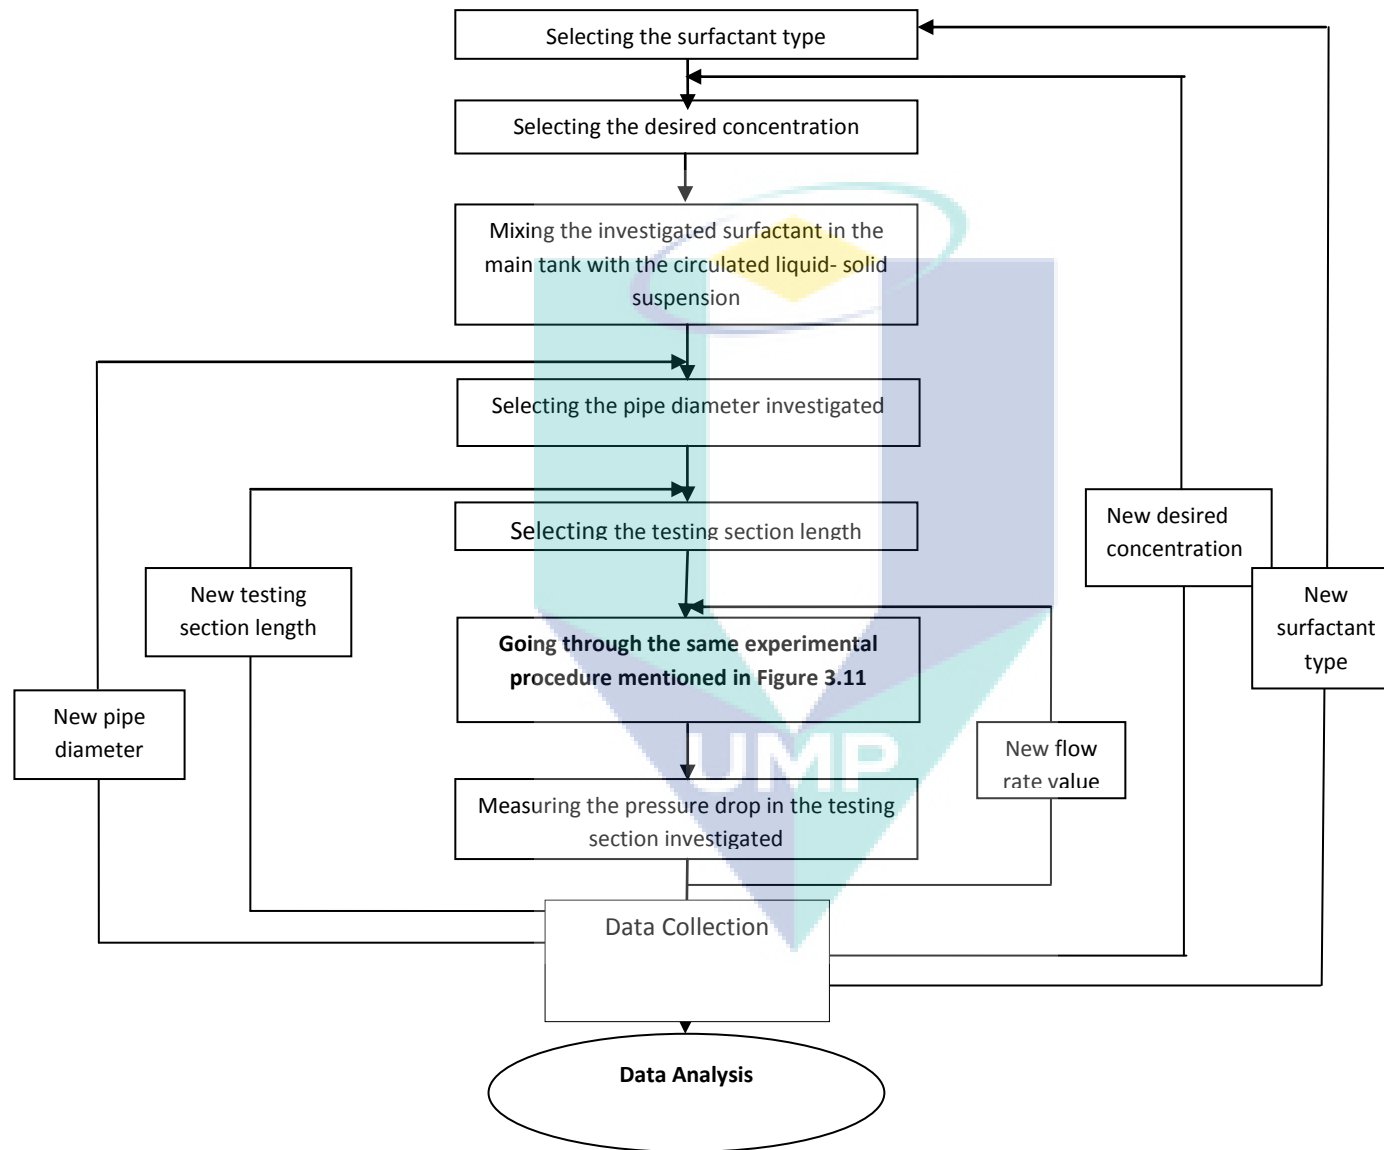 Selecting the surfactant type
Selecting the desired concentration
Mixing the investigated surfactant in the
main tank with the circulated liquid- solid
suspension
Selecting the pipe diameter investigated
Selecting the testing section length
New desired
concentration
New testing
section length
New
surfactant
type
Going through the same experimental
procedure mentioned in Figure 3.11
New pipe
diameter
New flow
rate value
UMP
Measuring the pressure drop in the testing
section investigated
Data Collection
Data Analysis